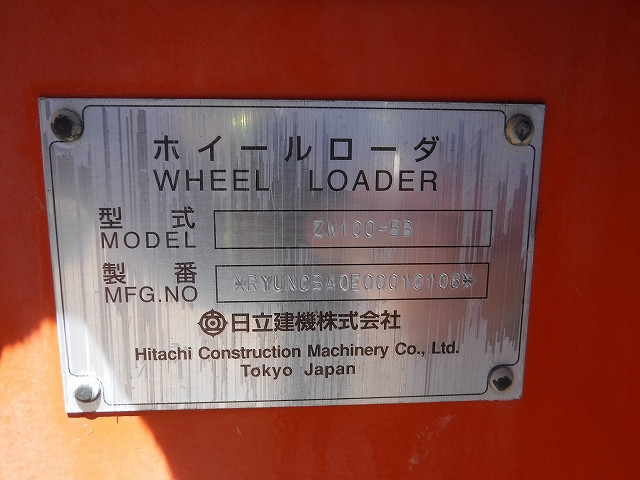 ホイールローダ
WHEEL LOADER
型式 ZW100-5B
MODEL
製番 *RYUNCBA0E00010106*
MFG.NO
日立建機株式会社
Hitachi Construction Machinery Co., Ltd.
Tokyo Japan